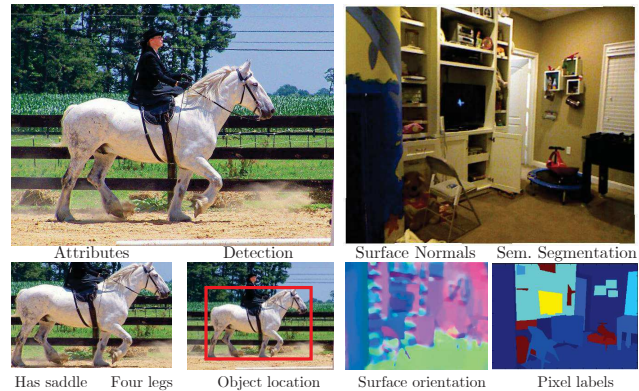 Attributes Detection Surface Normals Sem. Segmentation
Has saddle Four legs Object location Surface orientation Pixel labels